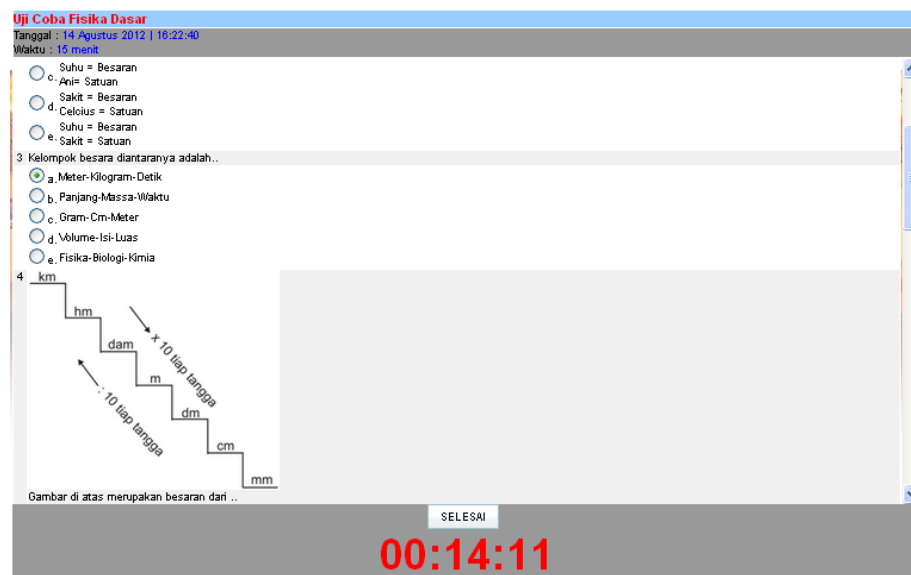 Uji Coba Fisika Dasar
Tanggal : 14 Agustus 2012 | 16:22:40
Waktu : 15 menit
c. Suhu = Besaran
Ani= Satuan
d. Sakit = Besaran
Celcius = Satuan
e. Suhu = Besaran
Sakit = Satuan
3 Kelompok besara diantaranya adalah..
a. Meter-Kilogram-Detik
b. Panjang-Massa-Waktu
c. Gram-Cm-Meter
d. Volume-Isi-Luas
e. Fisika-Biologi-Kimia
4
km
hm
dam
m
dm
cm
mm
x 10 tiap tangga
: 10 tiap tangga
Gambar di atas merupakan besaran dari ..
SELESAI
00:14:11